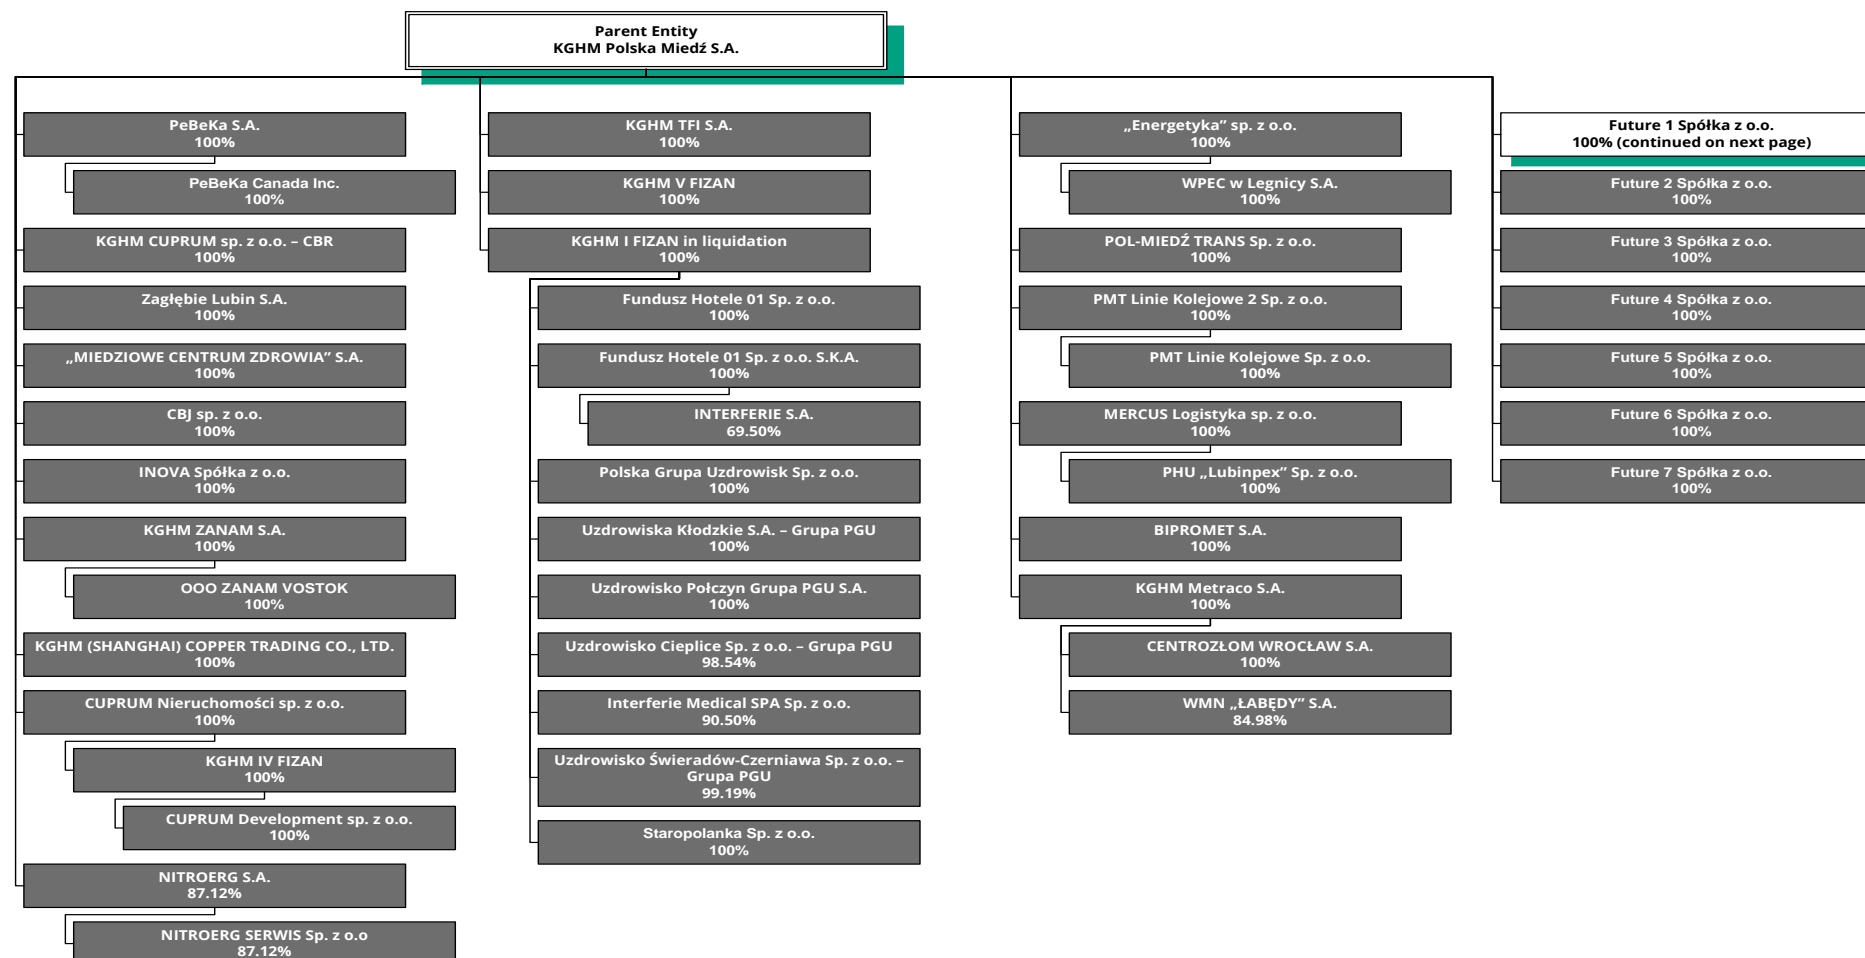 Parent Entity
KGHM Polska Miedź S.A.
PeBeKa S.A.
100%
PeBeKa Canada Inc.
100%
KGHM CUPRUM sp. z o.o. – CBR
100%
Zagłębie Lubin S.A.
100%
„MIEDZIOWE CENTRUM ZDROWIA” S.A.
100%
CBJ sp. z o.o.
100%
INOVA Spółka z o.o.
100%
KGHM ZANAM S.A.
100%
OOO ZANAM VOSTOK
100%
KGHM (SHANGHAI) COPPER TRADING CO., LTD.
100%
CUPRUM Nieruchomości sp. z o.o.
100%
KGHM IV FIZAN
100%
CUPRUM Development sp. z o.o.
100%
NITROERG S.A.
87.12%
NITROERG SERWIS Sp. z o.o
87.12%
KGHM TFI S.A.
100%
KGHM V FIZAN
100%
KGHM I FIZAN in liquidation
100%
Fundusz Hotele 01 Sp. z o.o.
100%
Fundusz Hotele 01 Sp. z o.o. S.K.A.
100%
INTERFERIE S.A.
69.50%
Polska Grupa Uzdrowisk Sp. z o.o.
100%
Uzdrowiska Kłodzkie S.A. – Grupa PGU
100%
Uzdrowisko Połczyn Grupa PGU S.A.
100%
Uzdrowisko Cieplice Sp. z o.o. – Grupa PGU
98.54%
Interferie Medical SPA Sp. z o.o.
90.50%
Uzdrowisko Świeradów-Czerniawa Sp. z o.o. –
Grupa PGU
99.19%
Staropolanka Sp. z o.o.
100%
„Energetyka” sp. z o.o.
100%
WPEC w Legnicy S.A.
100%
POL-MIEDŹ TRANS Sp. z o.o.
100%
PMT Linie Kolejowe 2 Sp. z o.o.
100%
PMT Linie Kolejowe Sp. z o.o.
100%
MERCUS Logistyka sp. z o.o.
100%
PHU „Lubinpex” Sp. z o.o.
100%
BIPROMET S.A.
100%
KGHM Metraco S.A.
100%
CENTROZŁOM WROCŁAW S.A.
100%
WMN „ŁABĘDY” S.A.
84.98%
Future 1 Spółka z o.o.
100% (continued on next page)
Future 2 Spółka z o.o.
100%
Future 3 Spółka z o.o.
100%
Future 4 Spółka z o.o.
100%
Future 5 Spółka z o.o.
100%
Future 6 Spółka z o.o.
100%
Future 7 Spółka z o.o.
100%